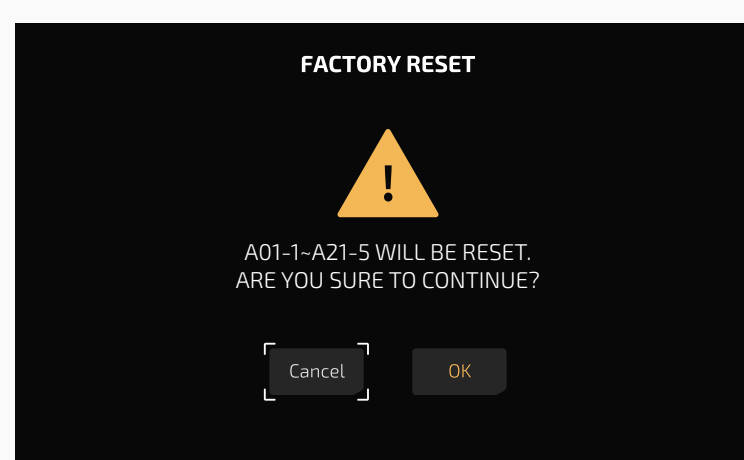 FACTORY RESET
!
A01-1~A21-5 WILL BE RESET.
ARE YOU SURE TO CONTINUE?
Cancel
OK